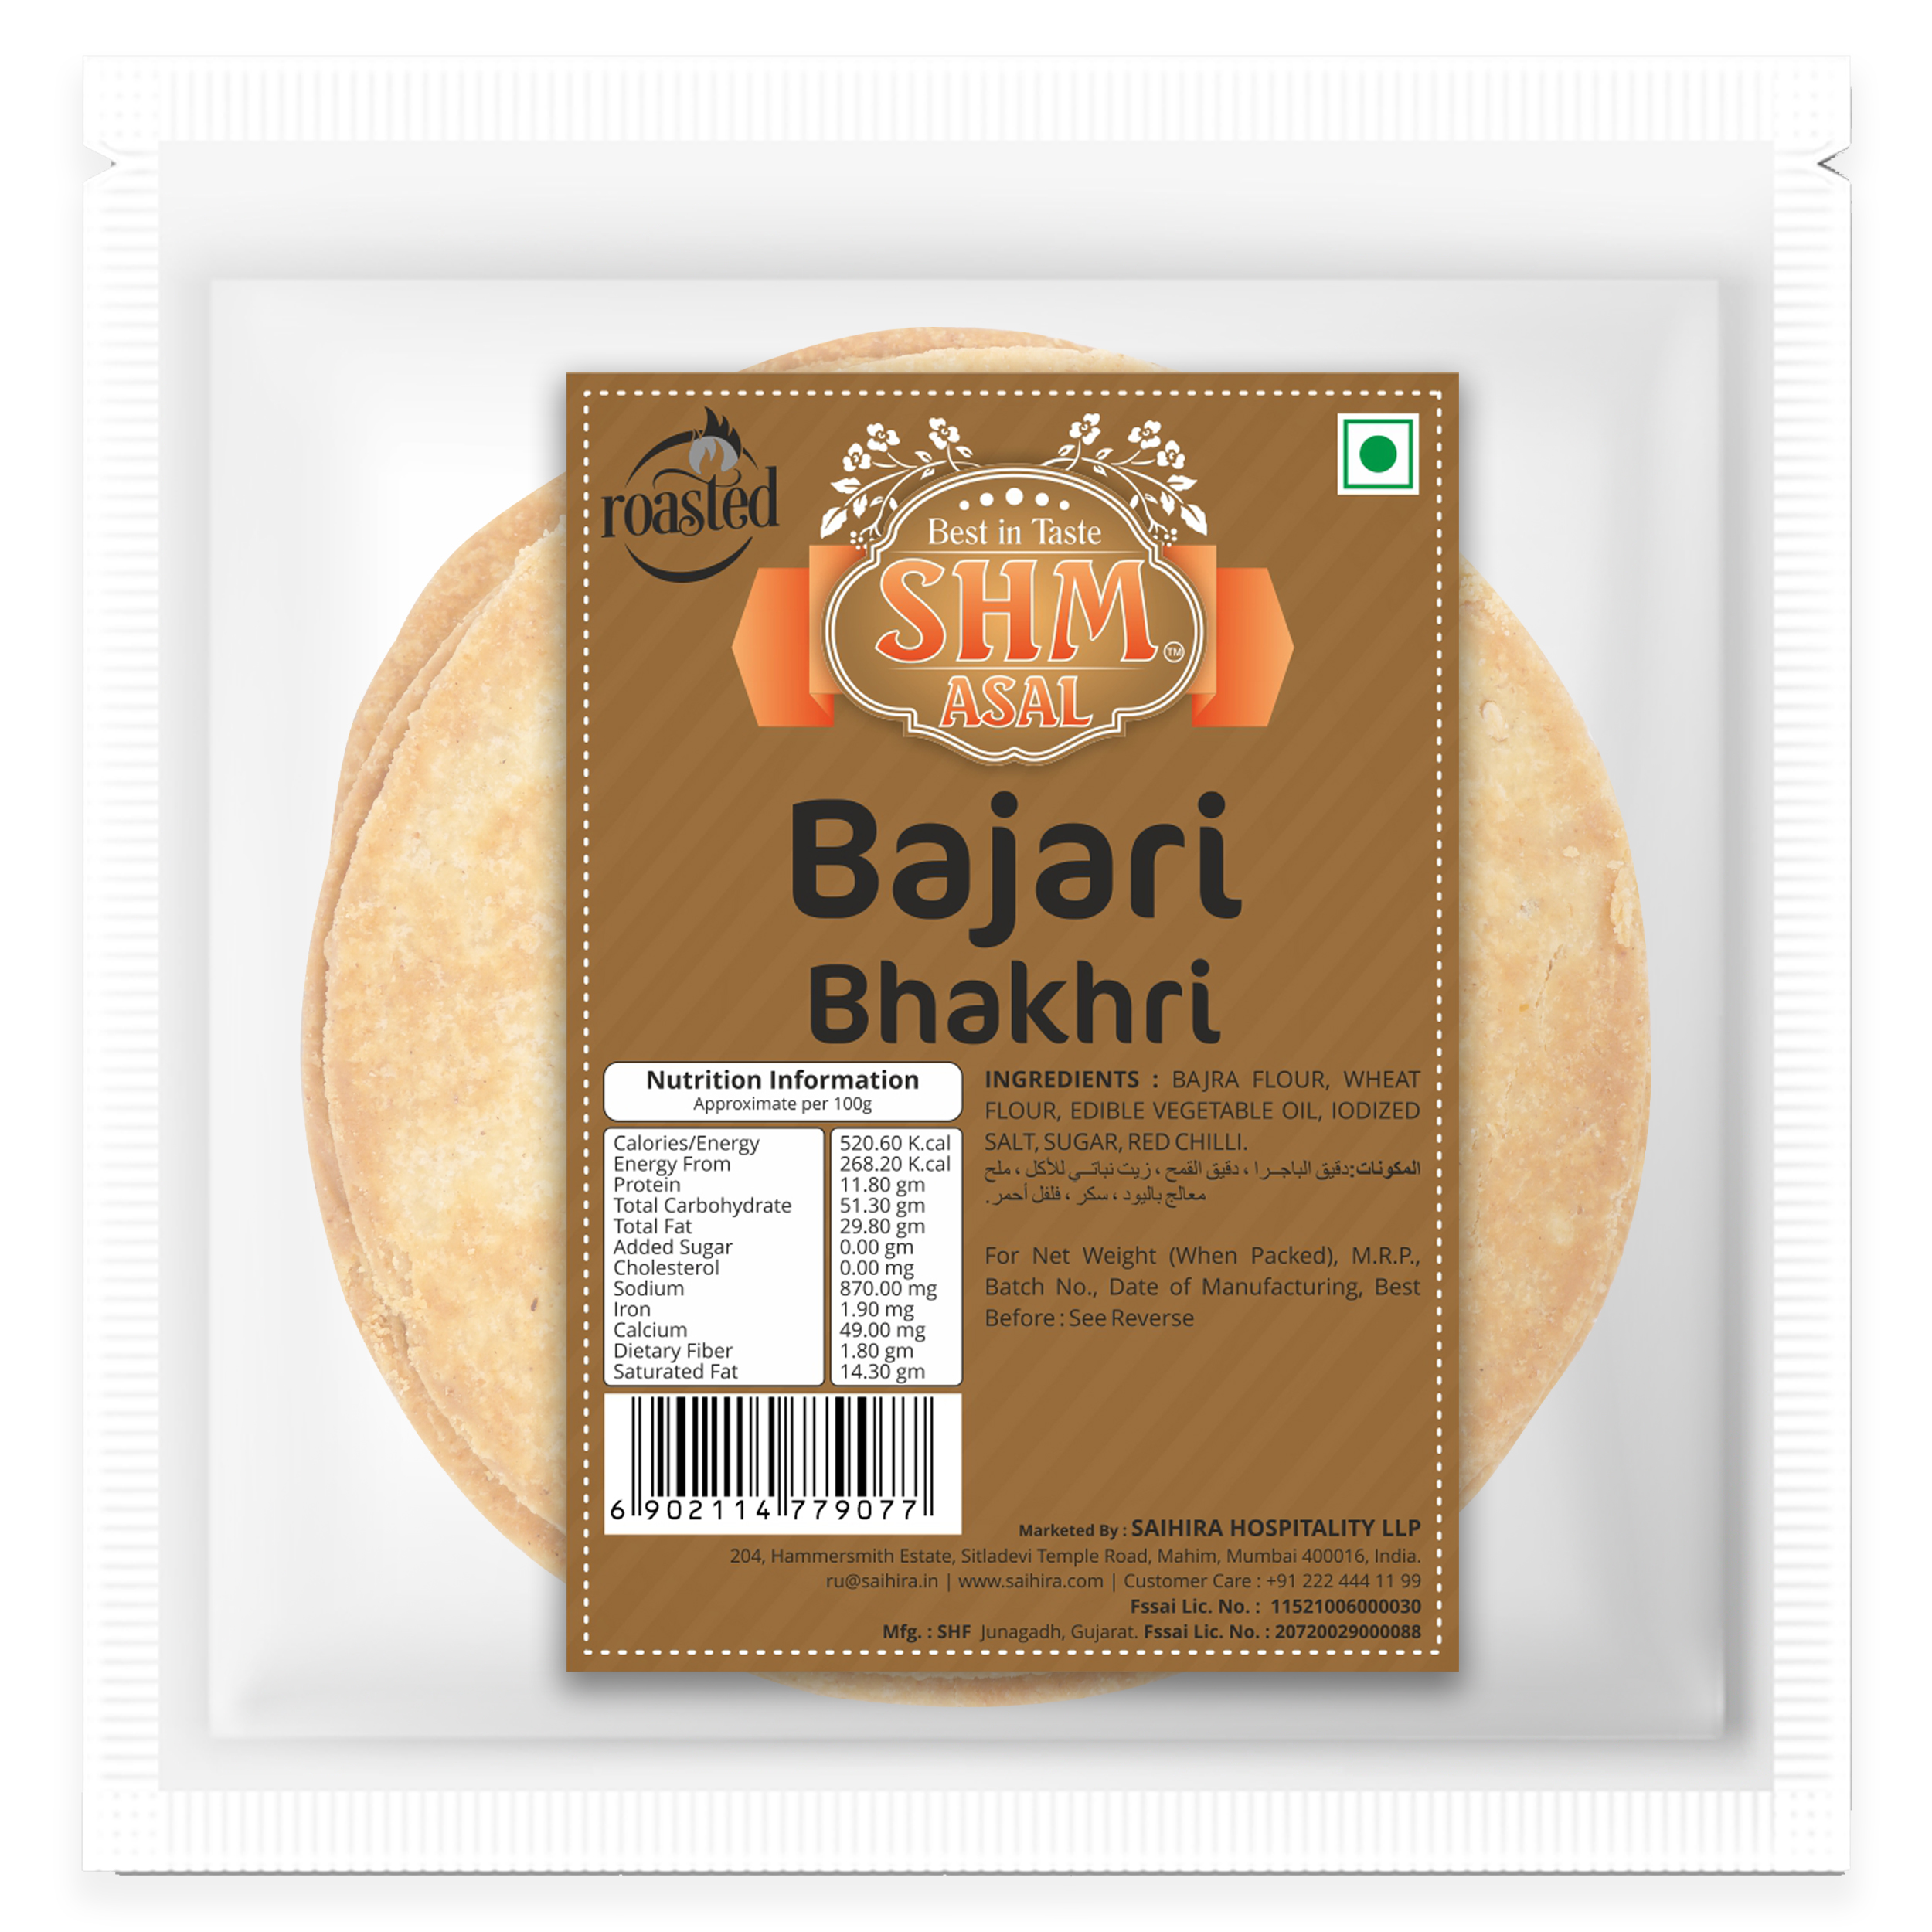 roasted
Best in Taste
SHM TM
ASAL
Bajari
Bhakhri
Nutrition Information
Approximate per 100g
Calories/Energy 520.60 K.cal
Energy From 268.20 K.cal
Protein 11.80 gm
Total Carbohydrate 51.30 gm
Total Fat 29.80 gm
Added Sugar 0.00 gm
Cholesterol 0.00 mg
Sodium 870.00 mg
Iron 1.90 mg
Calcium 49.00 mg
Dietary Fiber 1.80 gm
Saturated Fat 14.30 gm
6 902114 779077
INGREDIENTS : BAJRA FLOUR, WHEAT
FLOUR, EDIBLE VEGETABLE OIL, IODIZED
SALT, SUGAR, RED CHILLI.
المكونات:دقيق الباجرا ، دقيق القمح ، زيت نباتي للأكل ، ملح
معالج باليود ، سكر ، فلفل أحمر.
For Net Weight (When Packed), M.R.P.,
Batch No., Date of Manufacturing, Best
Before : See Reverse
Marketed By : SAIHIRA HOSPITALITY LLP
204, Hammersmith Estate, Sitladevi Temple Road, Mahim, Mumbai 400016, India.
ru@saihira.in | www.saihira.com | Customer Care : +91 222 444 11 99
Fssai Lic. No. : 11521006000030
Mfg. : SHF Junagadh, Gujarat. Fssai Lic. No. : 20720029000088